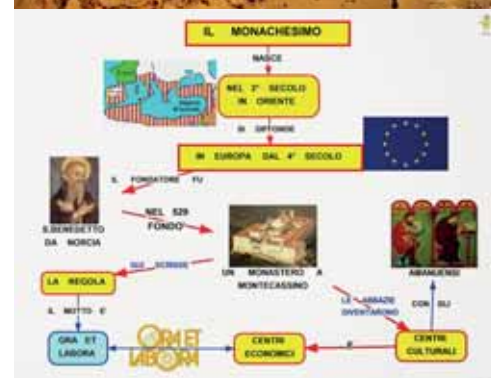 IL MONACHESIMO
NASCE
NEL 3° SECOLO
IN ORIENTE
SI DIFFONDE
IN EUROPA DAL 4° SECOLO
IL FONDATORE FU
S.BENEDETTO
DA NORCIA
NEL 529
FONDO'
UN MONASTERO A
MONTECASSINO
QUI SCRISSE
LA REGOLA
IL MOTTO E'
ORA ET
LABORA
ORA ET
LABORA
LE ABBAZIE
DIVENTARONO
CENTRI
CULTURALI
CON GLI
AMANUENSI
E
CENTRI
ECONOMICI